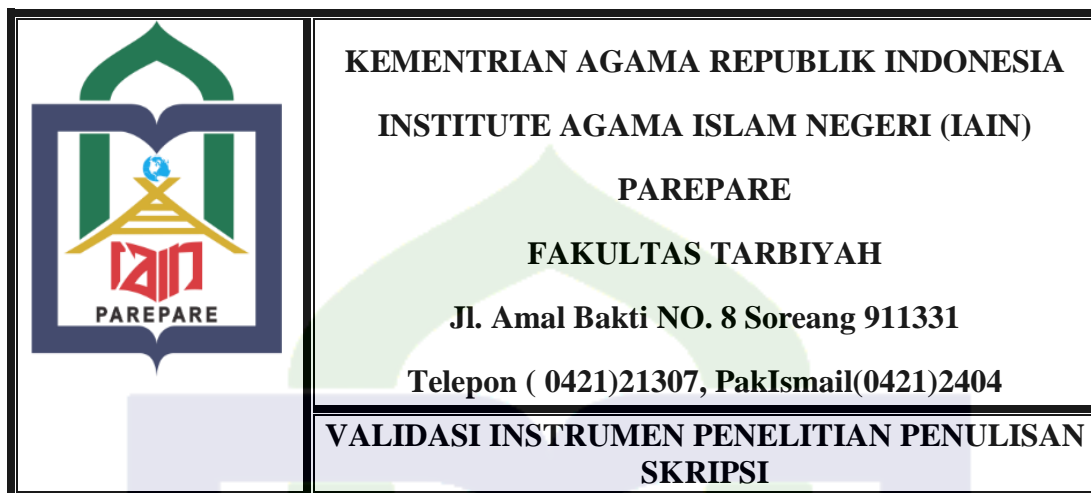 KEMENTRIAN AGAMA REPUBLIK INDONESIA
INSTITUTE AGAMA ISLAM NEGERI (IAIN)
PAREPARE
FAKULTAS TARBIYAH
Jl. Amal Bakti NO. 8 Soreang 911331
Telepon ( 0421)21307, PakIsmail(0421)2404
VALIDASI INSTRUMEN PENELITIAN PENULISAN
SKRIPSI
IAIN
PAREPARE